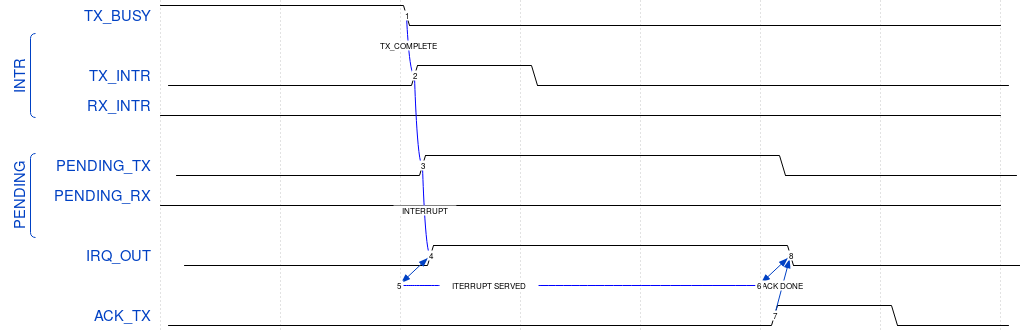 TX_BUSY
1
TX_COMPLETE
INTR
TX_INTR
2
RX_INTR
PENDING
PENDING_TX
3
PENDING_RX
INTERRUPT
IRQ_OUT
4
8
5
ITERRUPT SERVED
6
ACK DONE
ACK_TX
7